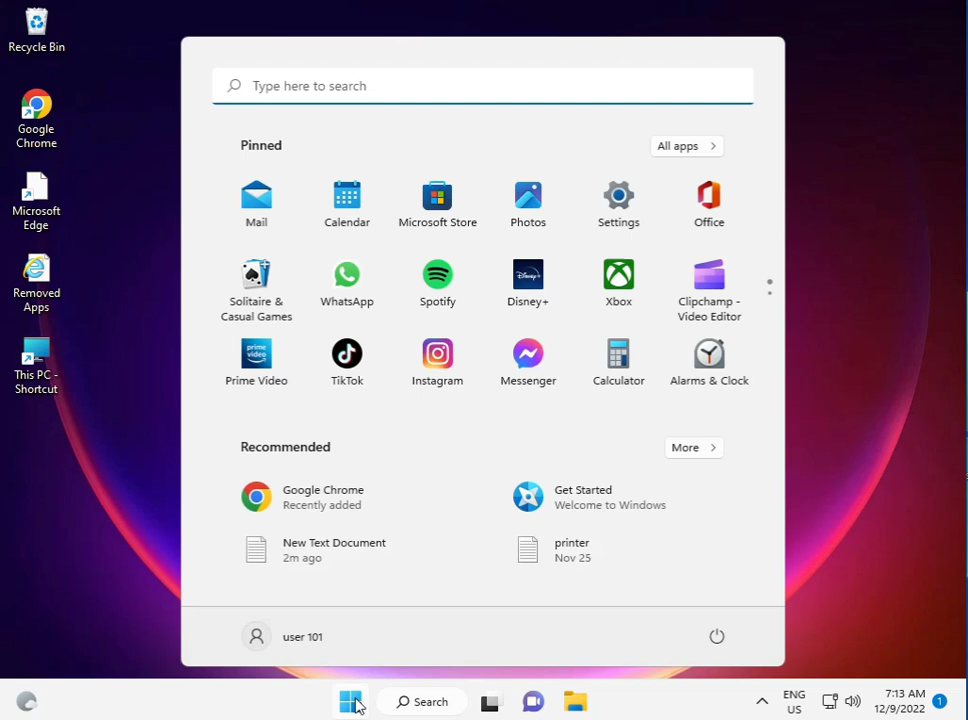 Recycle Bin
Google
Chrome
Microsoft
Edge
Removed
Apps
This PC -
Shortcut
Type here to search
Pinned
All apps >
Mail
Calendar
Microsoft Store
Photos
Settings
Office
Solitaire &
Casual Games
WhatsApp
Spotify
Disney+
Disney+
Xbox
Clipchamp -
Video Editor
prime
video
Prime Video
TikTok
Instagram
Messenger
Calculator
Alarms & Clock
Recommended
More >
Google Chrome
Recently added
Get Started
Welcome to Windows
New Text Document
2m ago
printer
Nov 25
user 101
Search
ENG
US
7:13 AM
12/9/2022
1